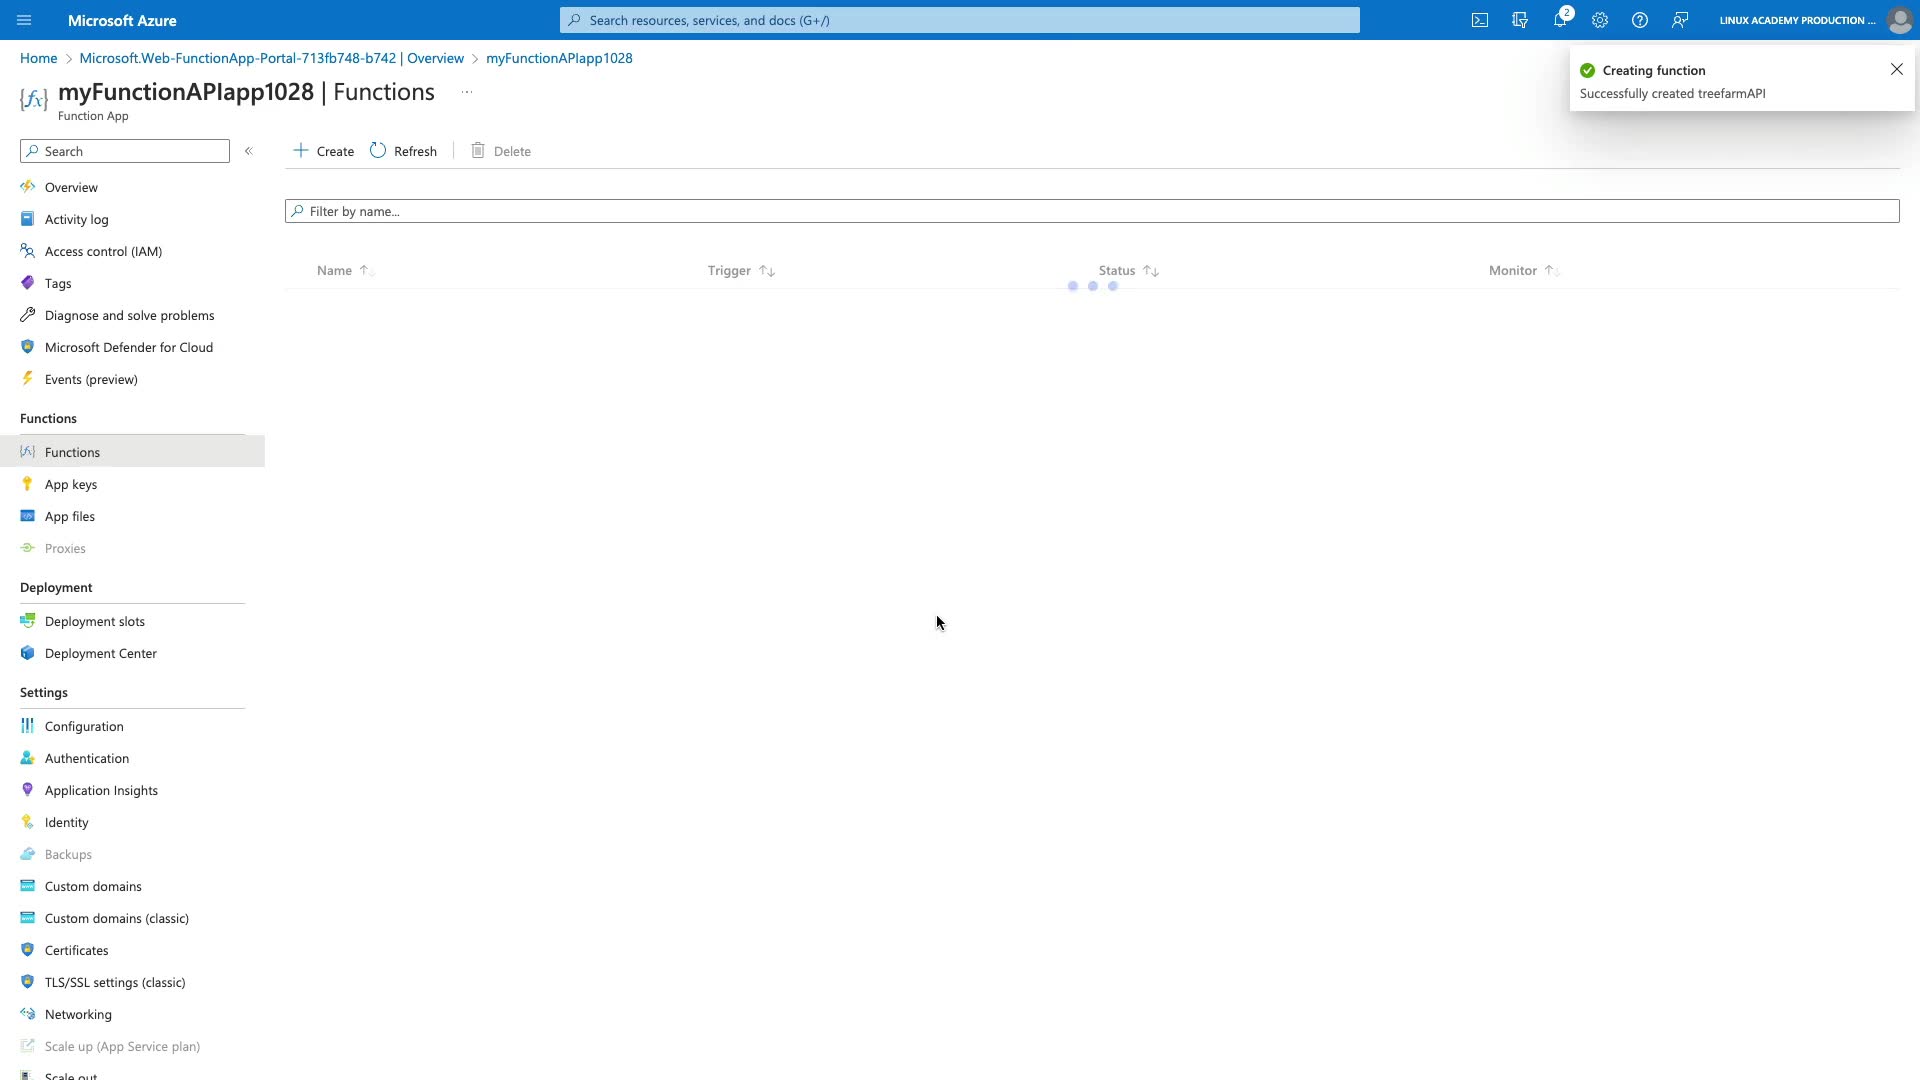 Microsoft Azure
Search resources, services, and docs (G+/)
2
LINUX ACADEMY PRODUCTION ...
Home > Microsoft.Web-FunctionApp-Portal-713fb748-b742 | Overview > myFunctionAPIapp1028
Creating function
Successfully created treefarmAPI
myFunctionAPIapp1028 | Functions ...
Function App
Search
Create
Refresh
Delete
Overview
Activity log
Filter by name...
Access control (IAM)
Name
Trigger
Status
Monitor
Tags
Diagnose and solve problems
Microsoft Defender for Cloud
Events (preview)
Functions
Functions
App keys
App files
Proxies
Deployment
Deployment slots
Deployment Center
Settings
Configuration
Authentication
Application Insights
Identity
Backups
Custom domains
Custom domains (classic)
Certificates
TLS/SSL settings (classic)
Networking
Scale up (App Service plan)
Scale out